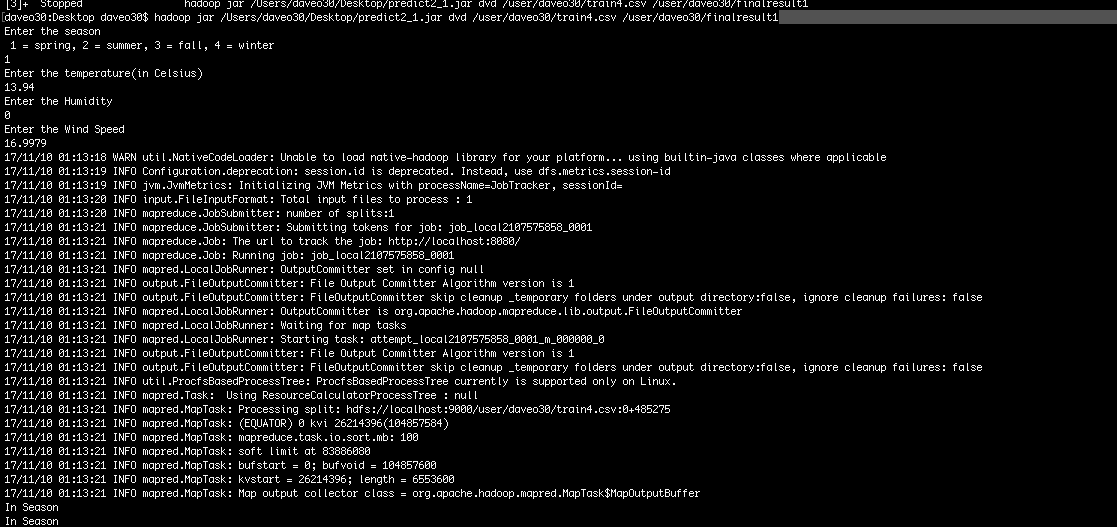 [3]+  Stopped                 hadoop jar /Users/daveo30/Desktop/predict2_1.jar dvd /user/daveo30/train4.csv /user/daveo30/finalresult1
[daveo30:Desktop daveo30$ hadoop jar /Users/daveo30/Desktop/predict2_1.jar dvd /user/daveo30/train4.csv /user/daveo30/finalresult1
Enter the season
1 = spring, 2 = summer, 3 = fall, 4 = winter
1
Enter the temperature(in Celsius)
13.94
Enter the Humidity
0
Enter the Wind Speed
16.9979
17/11/10 01:13:18 WARN util.NativeCodeLoader: Unable to load native-hadoop library for your platform... using builtin-java classes where applicable
17/11/10 01:13:19 INFO Configuration.deprecation: session.id is deprecated. Instead, use dfs.metrics.session-id
17/11/10 01:13:19 INFO jvm.JvmMetrics: Initializing JVM Metrics with processName=JobTracker, sessionId=
17/11/10 01:13:20 INFO input.FileInputFormat: Total input files to process : 1
17/11/10 01:13:20 INFO mapreduce.JobSubmitter: number of splits:1
17/11/10 01:13:21 INFO mapreduce.JobSubmitter: Submitting tokens for job: job_local2107575858_0001
17/11/10 01:13:21 INFO mapreduce.Job: The url to track the job: http://localhost:8080/
17/11/10 01:13:21 INFO mapreduce.Job: Running job: job_local2107575858_0001
17/11/10 01:13:21 INFO mapred.LocalJobRunner: OutputCommitter set in config null
17/11/10 01:13:21 INFO output.FileOutputCommitter: File Output Committer Algorithm version is 1
17/11/10 01:13:21 INFO output.FileOutputCommitter: FileOutputCommitter skip cleanup _temporary folders under output directory:false, ignore cleanup failures: false
17/11/10 01:13:21 INFO mapred.LocalJobRunner: OutputCommitter is org.apache.hadoop.mapreduce.lib.output.FileOutputCommitter
17/11/10 01:13:21 INFO mapred.LocalJobRunner: Waiting for map tasks
17/11/10 01:13:21 INFO mapred.LocalJobRunner: Starting task: attempt_local2107575858_0001_m_000000_0
17/11/10 01:13:21 INFO output.FileOutputCommitter: File Output Committer Algorithm version is 1
17/11/10 01:13:21 INFO output.FileOutputCommitter: FileOutputCommitter skip cleanup _temporary folders under output directory:false, ignore cleanup failures: false
17/11/10 01:13:21 INFO util.ProcfsBasedProcessTree: ProcfsBasedProcessTree currently is supported only on Linux.
17/11/10 01:13:21 INFO mapred.Task:  Using ResourceCalculatorProcessTree : null
17/11/10 01:13:21 INFO mapred.MapTask: Processing split: hdfs://localhost:9000/user/daveo30/train4.csv:0+485275
17/11/10 01:13:21 INFO mapred.MapTask: (EQUATOR) 0 kvi 26214396(104857584)
17/11/10 01:13:21 INFO mapred.MapTask: mapreduce.task.io.sort.mb: 100
17/11/10 01:13:21 INFO mapred.MapTask: soft limit at 83886080
17/11/10 01:13:21 INFO mapred.MapTask: bufstart = 0; bufvoid = 104857600
17/11/10 01:13:21 INFO mapred.MapTask: kvstart = 26214396; length = 6553600
17/11/10 01:13:21 INFO mapred.MapTask: Map output collector class = org.apache.hadoop.mapred.MapTask$MapOutputBuffer
In Season
In Season